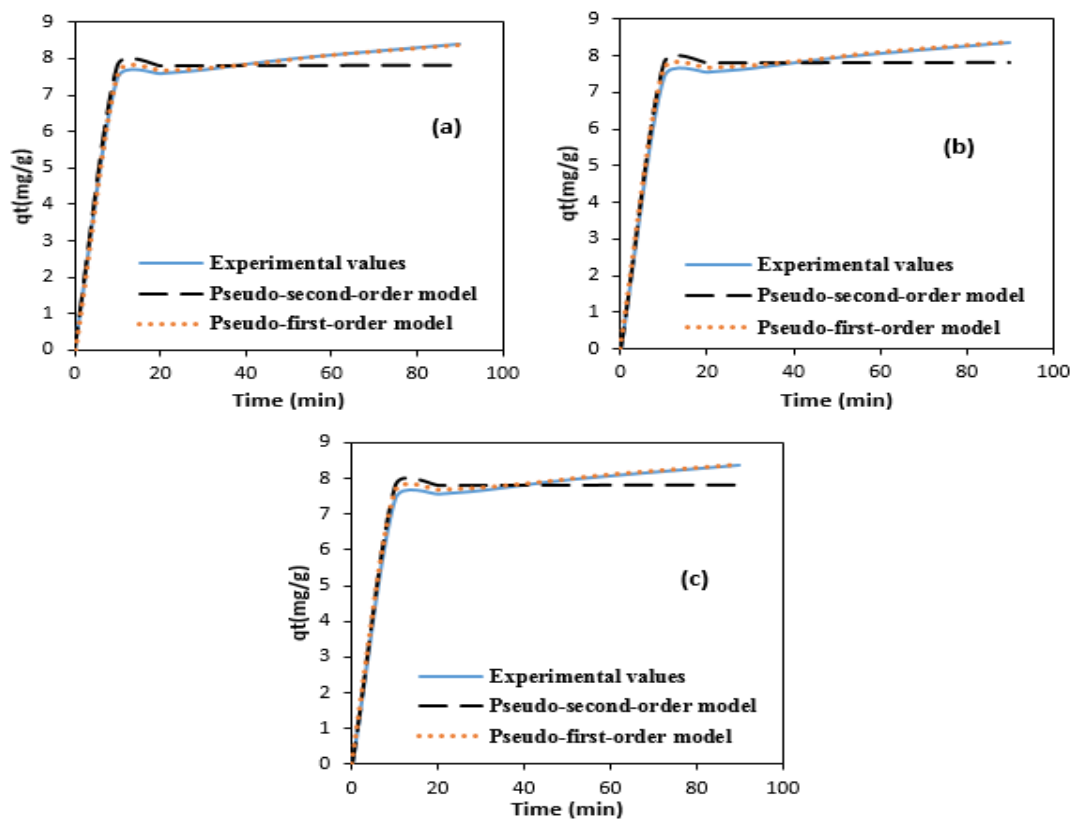 9
8
7
6
5
4
3
2
1
0
qt(mg/g)
(a)
Experimental values
Pseudo-second-order model
Pseudo-first-order model
0 20 40 60 80 100
Time (min)
9
8
7
6
5
4
3
2
1
0
qt(mg/g)
(b)
Experimental values
Pseudo-second-order model
Pseudo-first-order model
0 20 40 60 80 100
Time (min)
9
8
7
6
5
4
3
2
1
0
qt(mg/g)
(c)
Experimental values
Pseudo-second-order model
Pseudo-first-order model
0 20 40 60 80 100
Time (min)